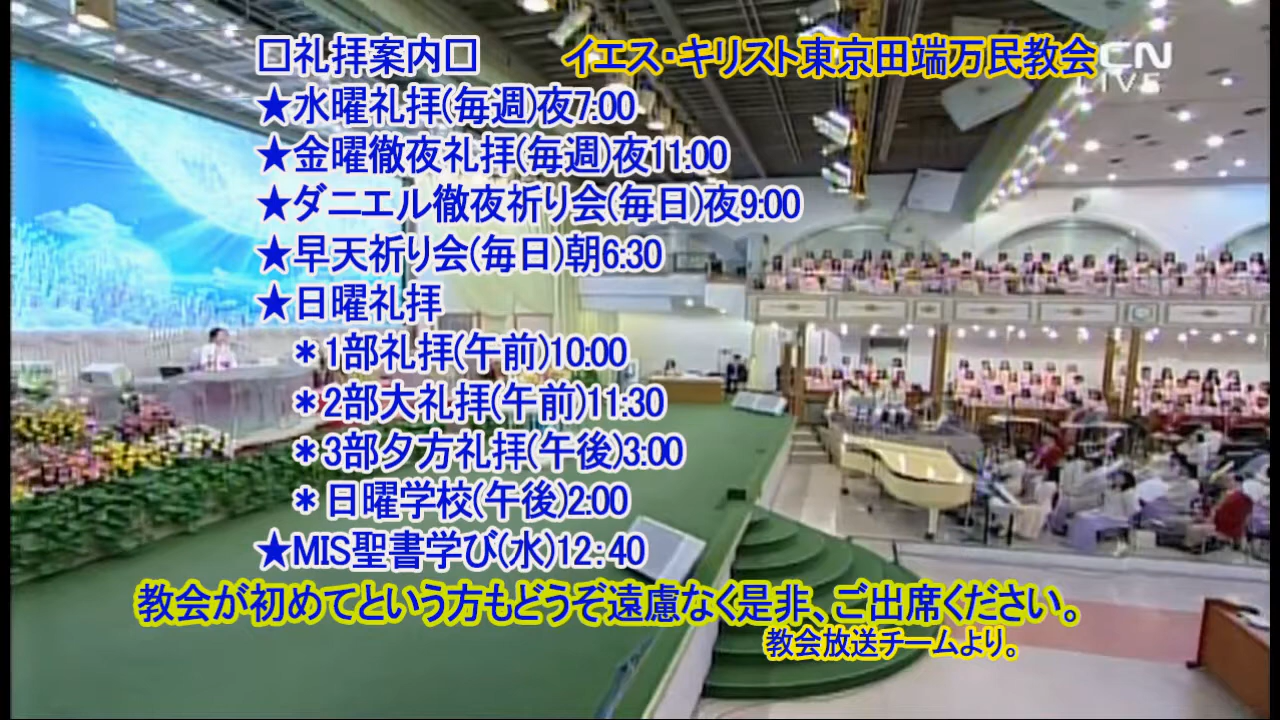 □礼拝案内□ イエス・キリスト東京田端万民教会
CN
LIVE
★水曜礼拝(毎週)夜7:00
★金曜徹夜礼拝(毎週)夜11:00
★ダニエル徹夜祈り会(毎日)夜9:00
★早天祈り会(毎日)朝6:30
★日曜礼拝
＊1部礼拝(午前)10:00
＊2部大礼拝(午前)11:30
＊3部夕方礼拝(午後)3:00
＊日曜学校(午後)2:00
★MIS聖書学び(水)12:40
教会が初めてという方もどうぞ遠慮なく是非、ご出席ください。
教会放送チームより。